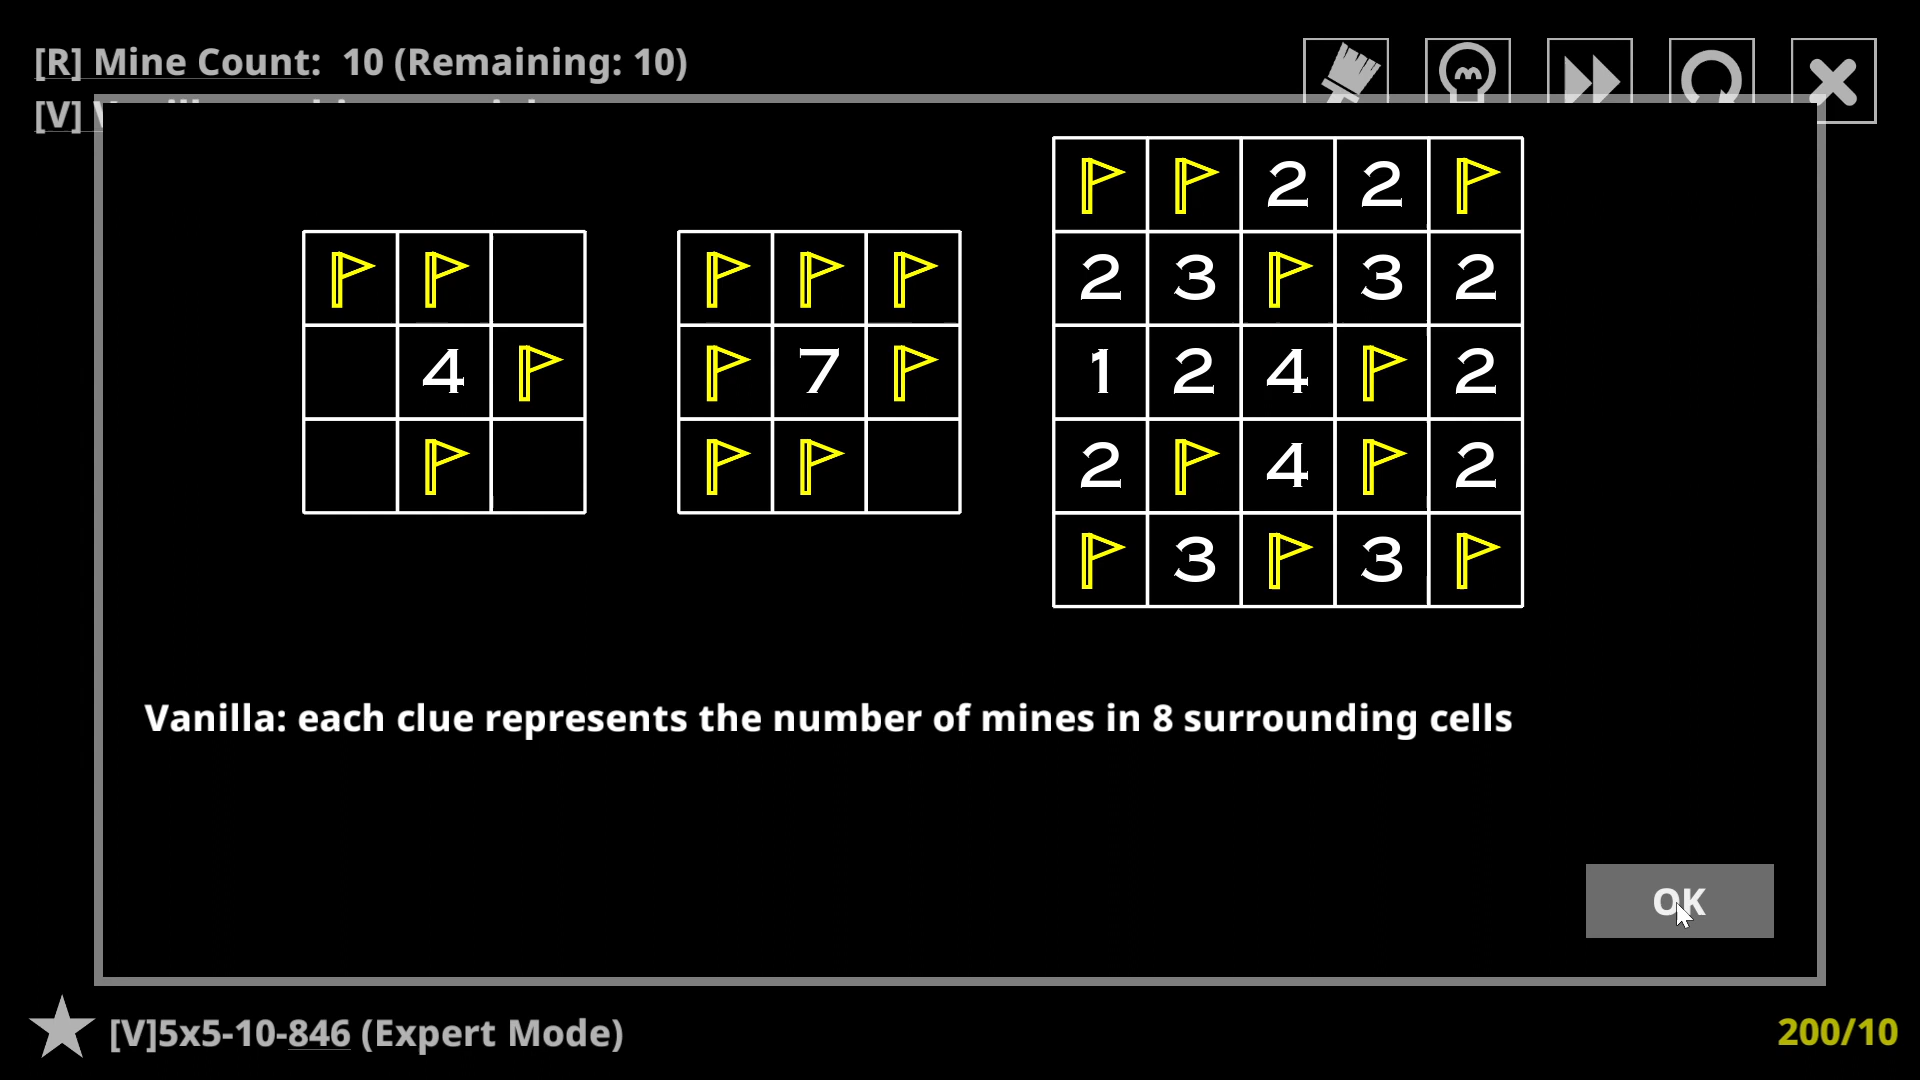 [R] Mine Count: 10 (Remaining: 10)
[V]
2 2
2 3 3 2
4 7 1 2 4 2
2 4 2
3 3
Vanilla: each clue represents the number of mines in 8 surrounding cells
OK
[V]5x5-10-846 (Expert Mode)
200/10